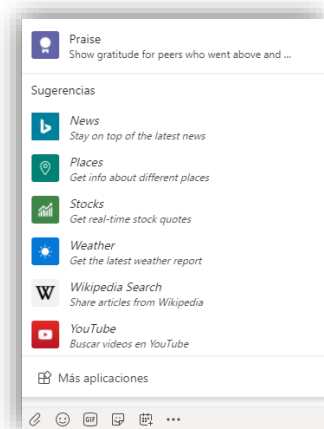 Praise
Show gratitude for peers who went above and ...
Sugerencias
News
Stay on top of the latest news
Places
Get info about different places
Stocks
Get real-time stock quotes
Weather
Get the latest weather report
W
Wikipedia Search
Share articles from Wikipedia
YouTube
Buscar videos en YouTube
Más aplicaciones
GIF